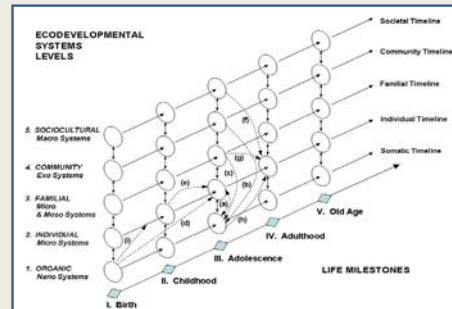 ECODEVELOPMENTAL
SYSTEMS
LEVELS
Societal Timeline
Community Timeline
Familial Timeline
Individual Timeline
Somatic Timeline
5. SOCIOCULTURAL
Macro Systems
4. COMMUNITY
Exo Systems
3. FAMILIAL
Micro
& Meso Systems
2. INDIVIDUAL
Micro Systems
1. ORGANIC
Nano Systems
(f)
(g)
(c)
(b)
(e)
(a)
(d)
(h)
(i)
I. Birth
II. Childhood
III. Adolescence
IV. Adulthood
V. Old Age
LIFE MILESTONES